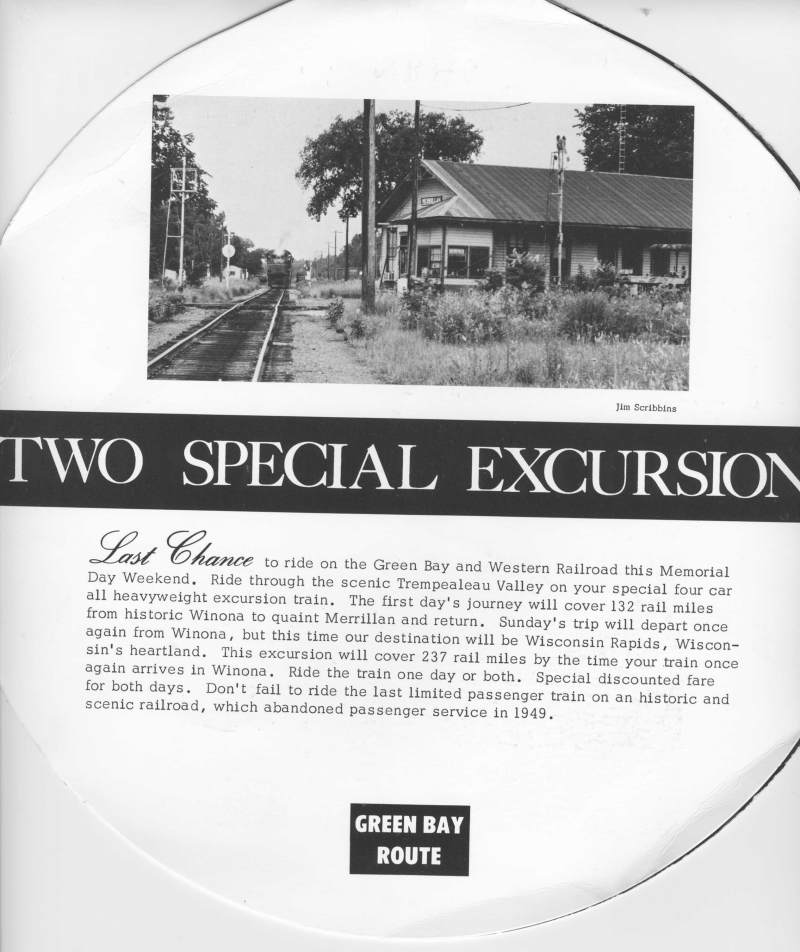 MERRILLAN
Jim Scribbins
TWO SPECIAL EXCURSION
Last Chance to ride on the Green Bay and Western Railroad this Memorial
Day Weekend. Ride through the scenic Trempealeau Valley on your special four car
all heavyweight excursion train. The first day's journey will cover 132 rail miles
from historic Winona to quaint Merrillan and return. Sunday's trip will depart once
again from Winona, but this time our destination will be Wisconsin Rapids, Wiscon-
sin's heartland. This excursion will cover 237 rail miles by the time your train once
again arrives in Winona. Ride the train one day or both. Special discounted fare
for both days. Don't fail to ride the last limited passenger train on an historic and
scenic railroad, which abandoned passenger service in 1949.
GREEN BAY
ROUTE